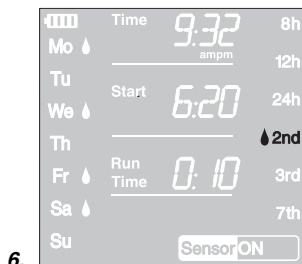 Time 9:32 8h
Mo ampm
12h
Tu
Start 6:20 24h
We
Th 2nd
Run
Time 0:10
Fr 3rd
Sa 7th
Su Sensor ON
6.